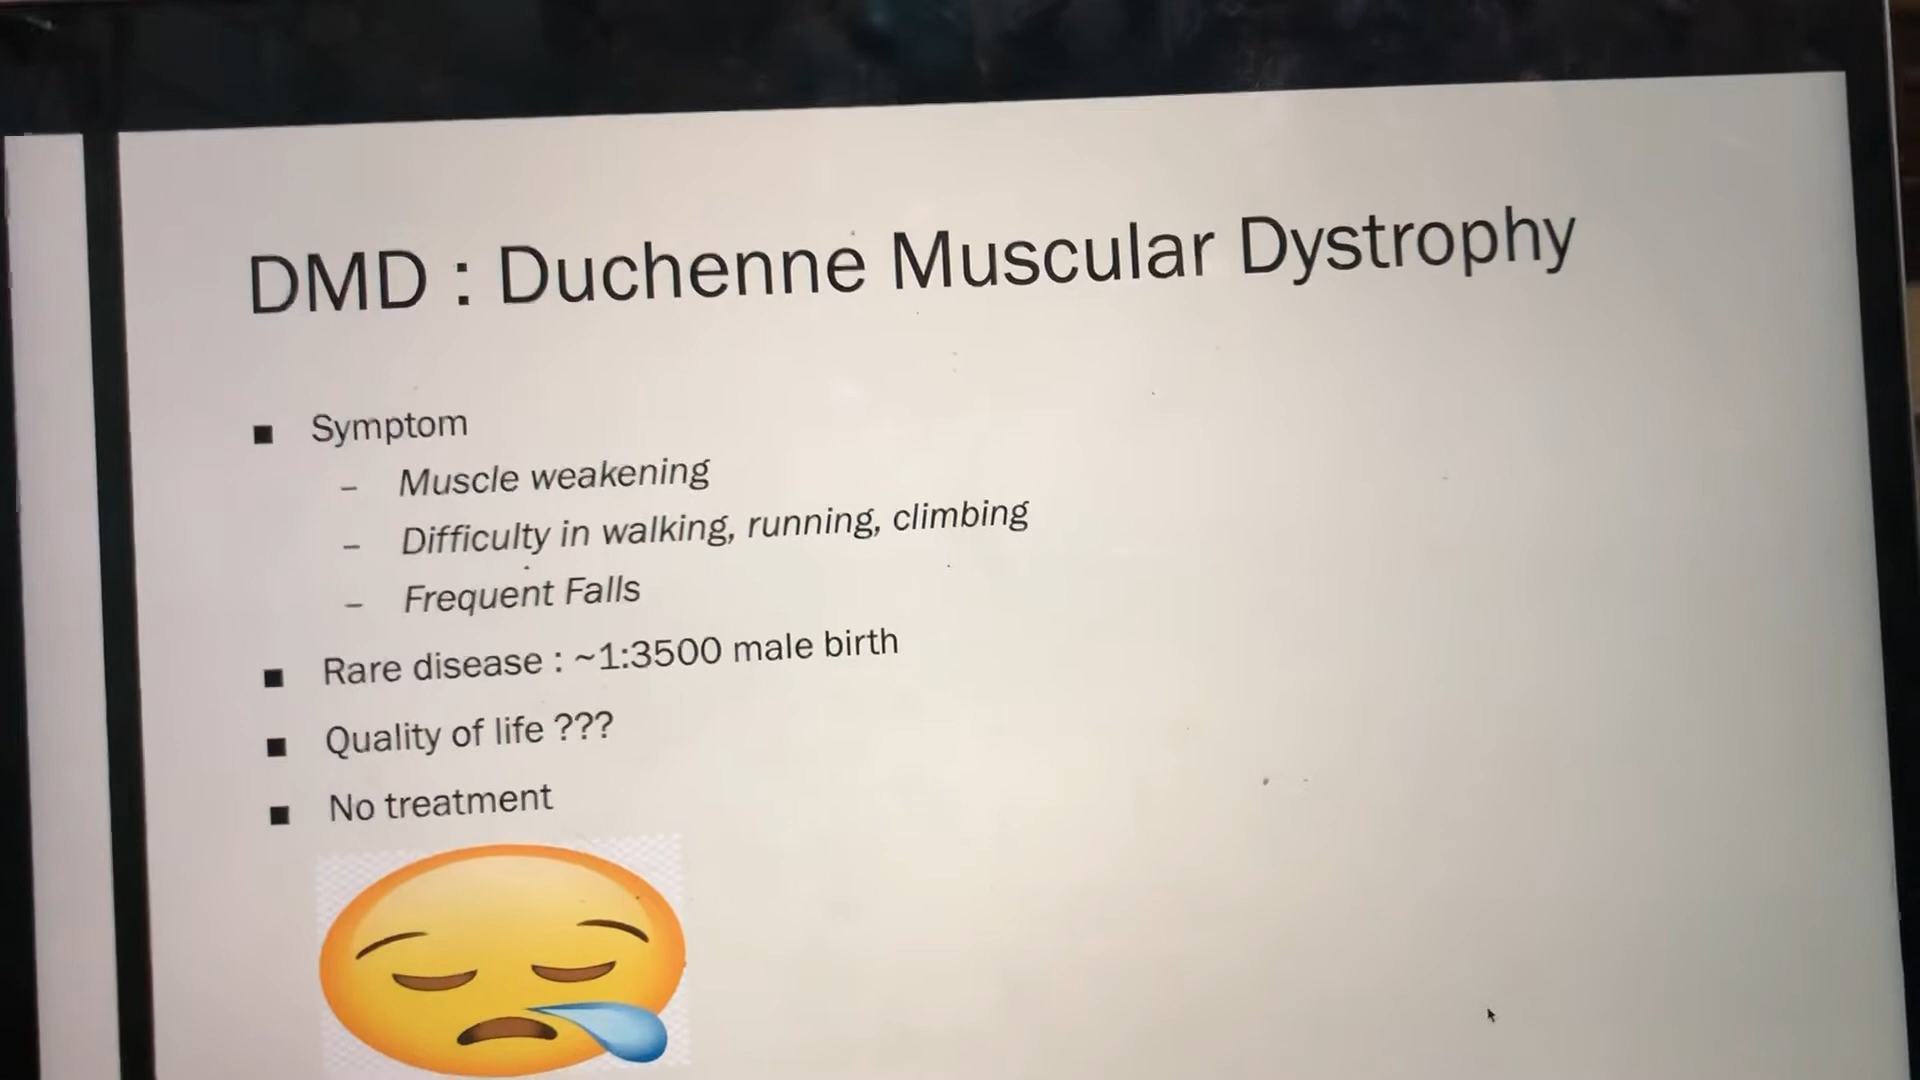 DMD : Duchenne Muscular Dystrophy
■ Symptom
– Muscle weakening
– Difficulty in walking, running, climbing
– Frequent Falls
■ Rare disease : ~1:3500 male birth
■ Quality of life ???
■ No treatment